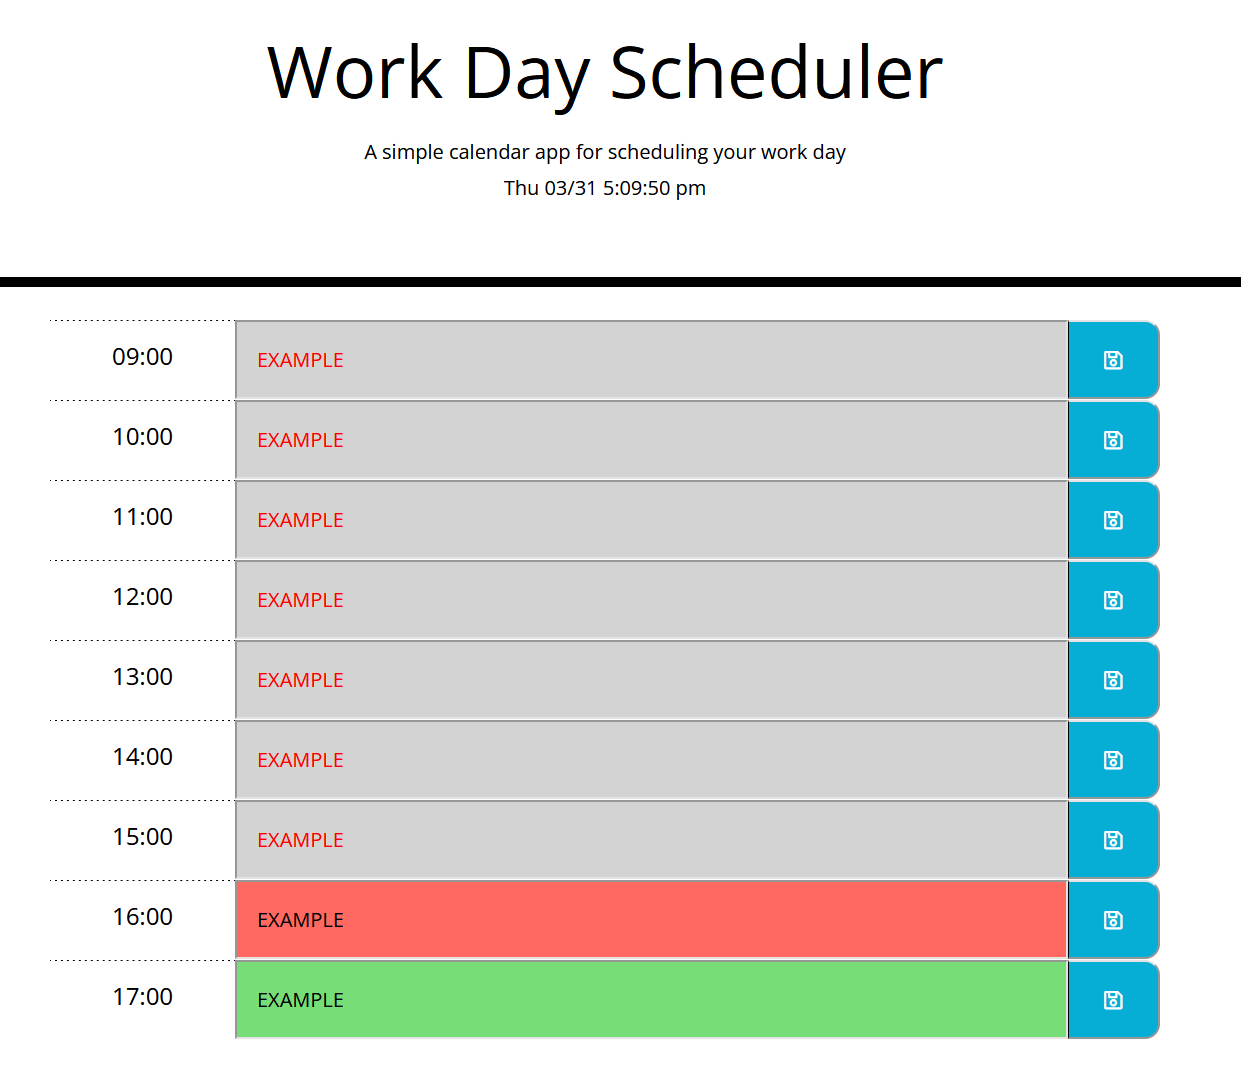 Work Day Scheduler
A simple calendar app for scheduling your work day
Thu 03/31 5:09:50 pm
09:00 EXAMPLE
10:00 EXAMPLE
11:00 EXAMPLE
12:00 EXAMPLE
13:00 EXAMPLE
14:00 EXAMPLE
15:00 EXAMPLE
16:00 EXAMPLE
17:00 EXAMPLE